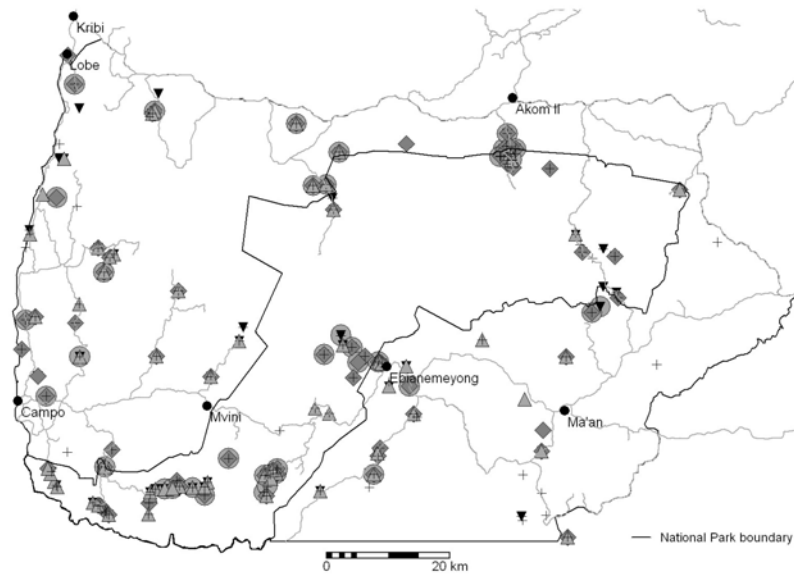 Kribi
Lobe
Akom II
Ebianemeyong
Campo
Mvini
Ma'an
National Park boundary
0 20 km